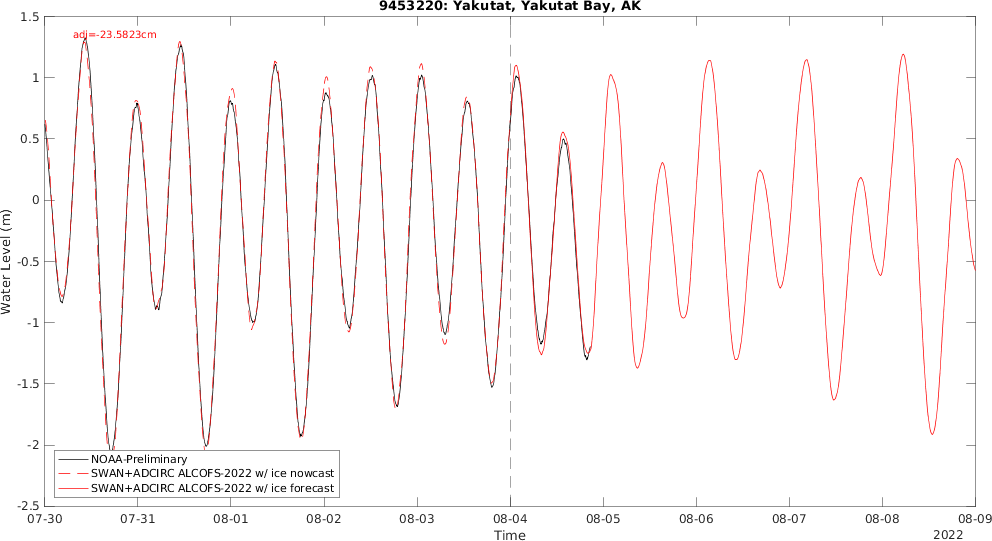 9453220: Yakutat, Yakutat Bay, AK
adj=-23.5823cm
1.5
1
0.5
0
-0.5
-1
-1.5
-2
-2.5
Water Level (m)
NOAA-Preliminary
SWAN+ADCIRC ALCOFS-2022 w/ ice nowcast
SWAN+ADCIRC ALCOFS-2022 w/ ice forecast
07-30 07-31 08-01 08-02 08-03 08-04 08-05 08-06 08-07 08-08 08-09
Time
2022